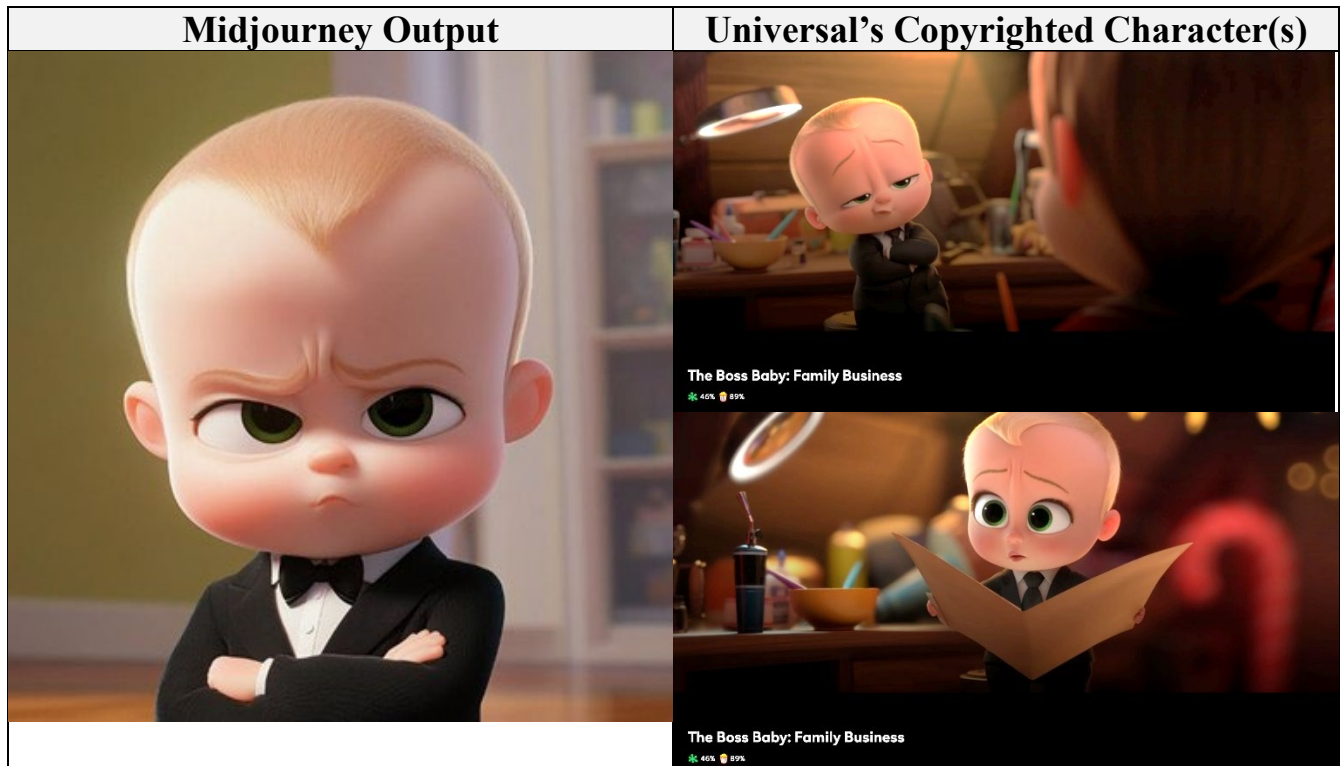 Midjourney Output
Universal’s Copyrighted Character(s)
The Boss Baby: Family Business
46% 89%
The Boss Baby: Family Business
46% 89%